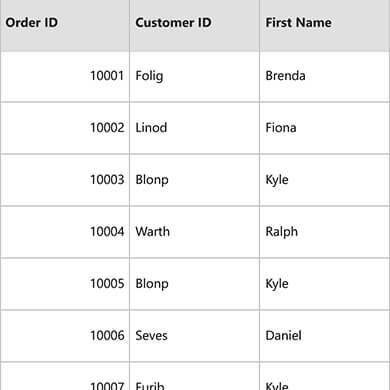 Order ID Customer ID First Name
10001 Folig Brenda
10002 Linod Fiona
10003 Blonp Kyle
10004 Warth Ralph
10005 Blonp Kyle
10006 Seves Daniel
10007 Furib Kyle